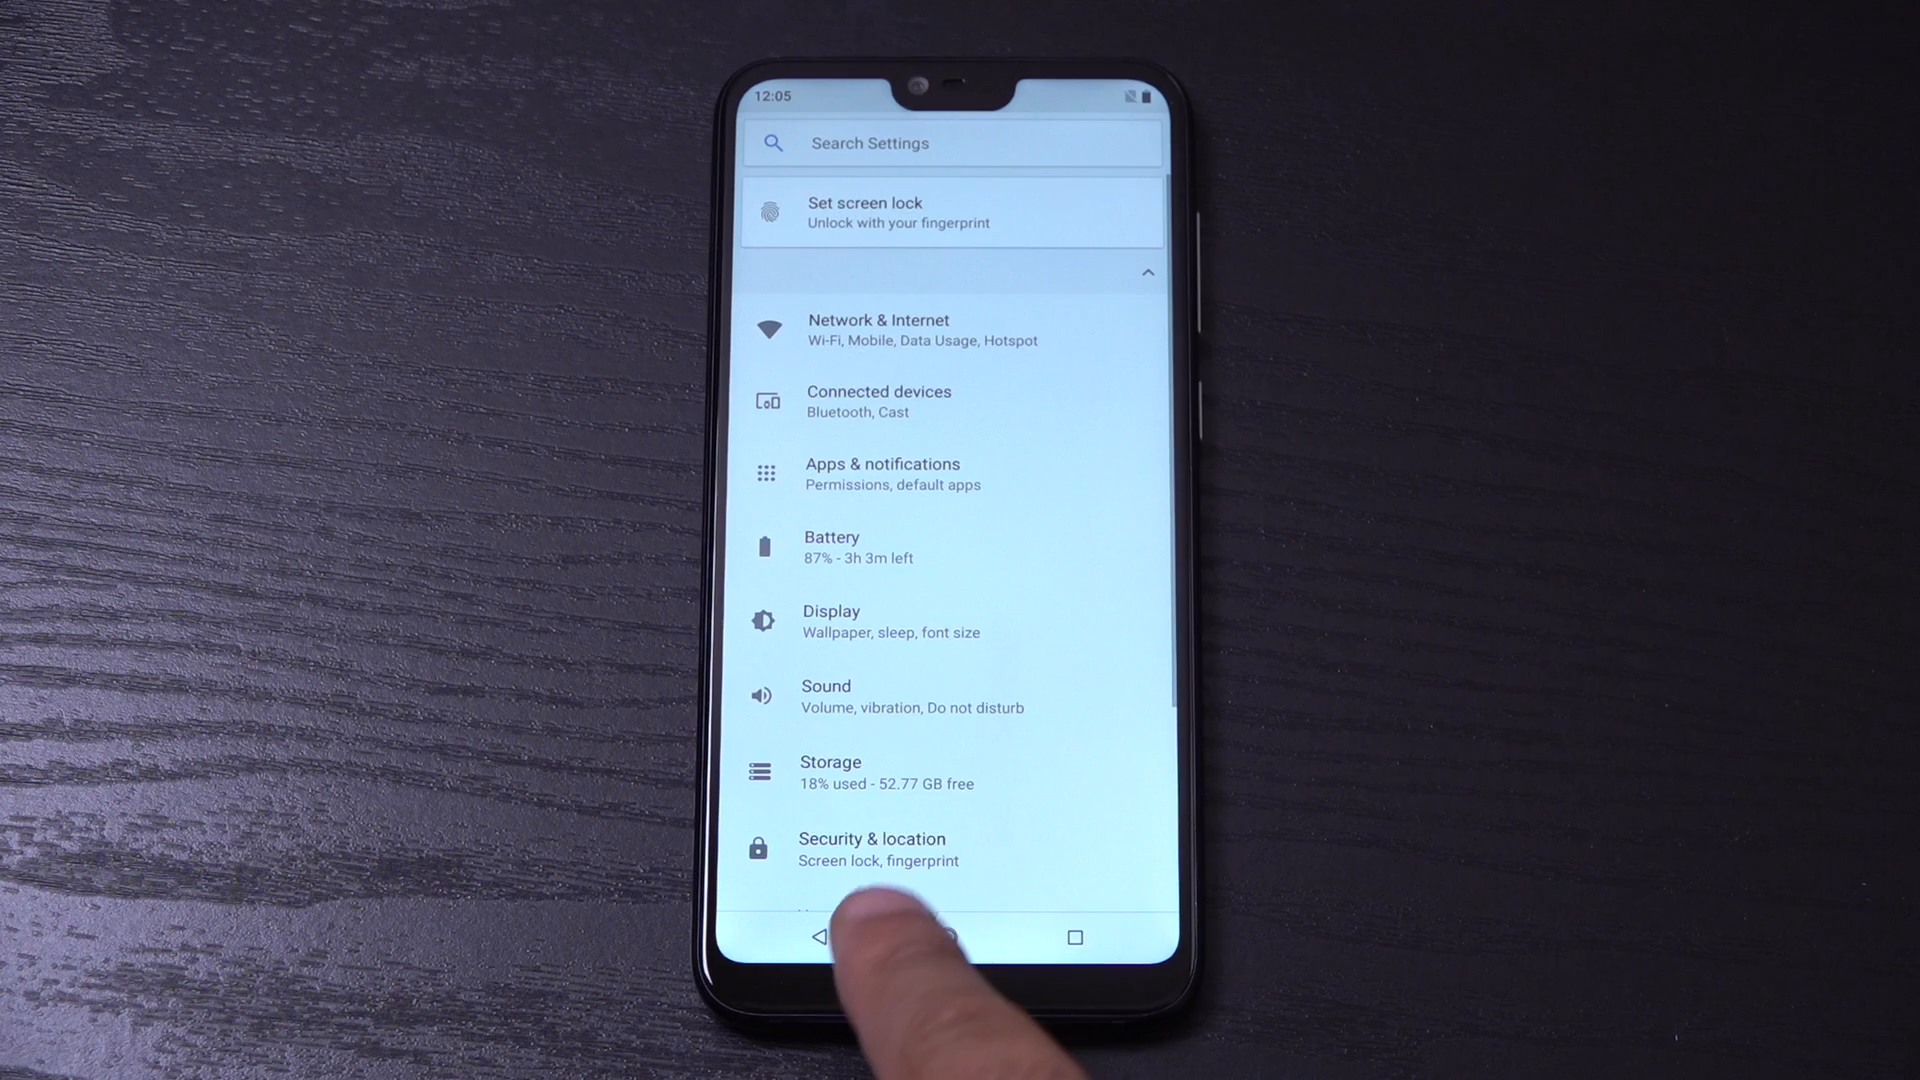 12:05
Search Settings
Set screen lock
Unlock with your fingerprint
Network & Internet
Wi-Fi, Mobile, Data Usage, Hotspot
Connected devices
Bluetooth, Cast
Apps & notifications
Permissions, default apps
Battery
87% - 3h 3m left
Display
Wallpaper, sleep, font size
Sound
Volume, vibration, Do not disturb
Storage
18% used - 52.77 GB free
Security & location
Screen lock, fingerprint